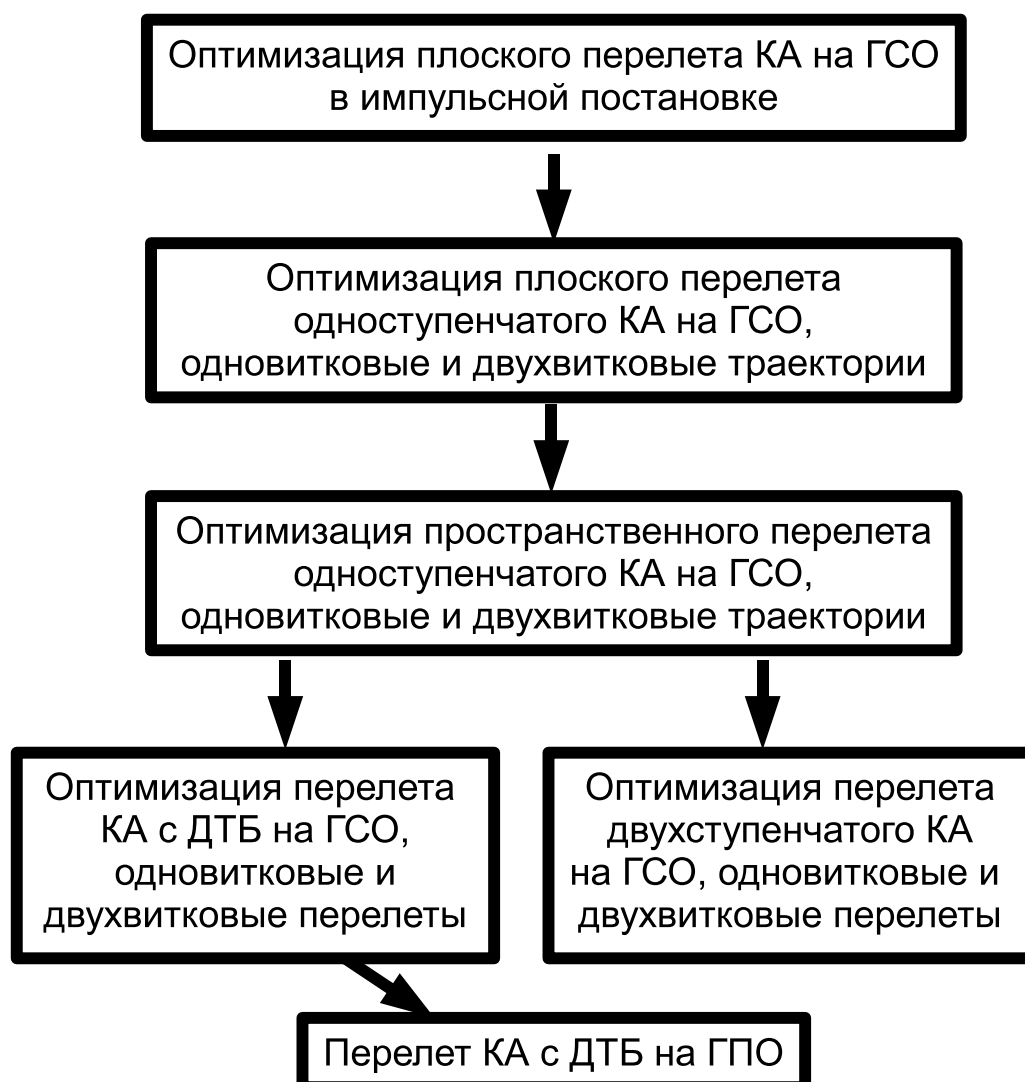 Оптимизация плоского перелета КА на ГСО
в импульсной постановке
Оптимизация плоского перелета
одноступенчатого КА на ГСО,
одновитковые и двухвитковые траектории
Оптимизация пространственного перелета
одноступенчатого КА на ГСО,
одновитковые и двухвитковые траектории
Оптимизация перелета
КА с ДТБ на ГСО,
одновитковые и
двухвитковые перелеты
Оптимизация перелета
двухступенчатого КА
на ГСО, одновитковые и
двухвитковые перелеты
Перелет КА с ДТБ на ГПО